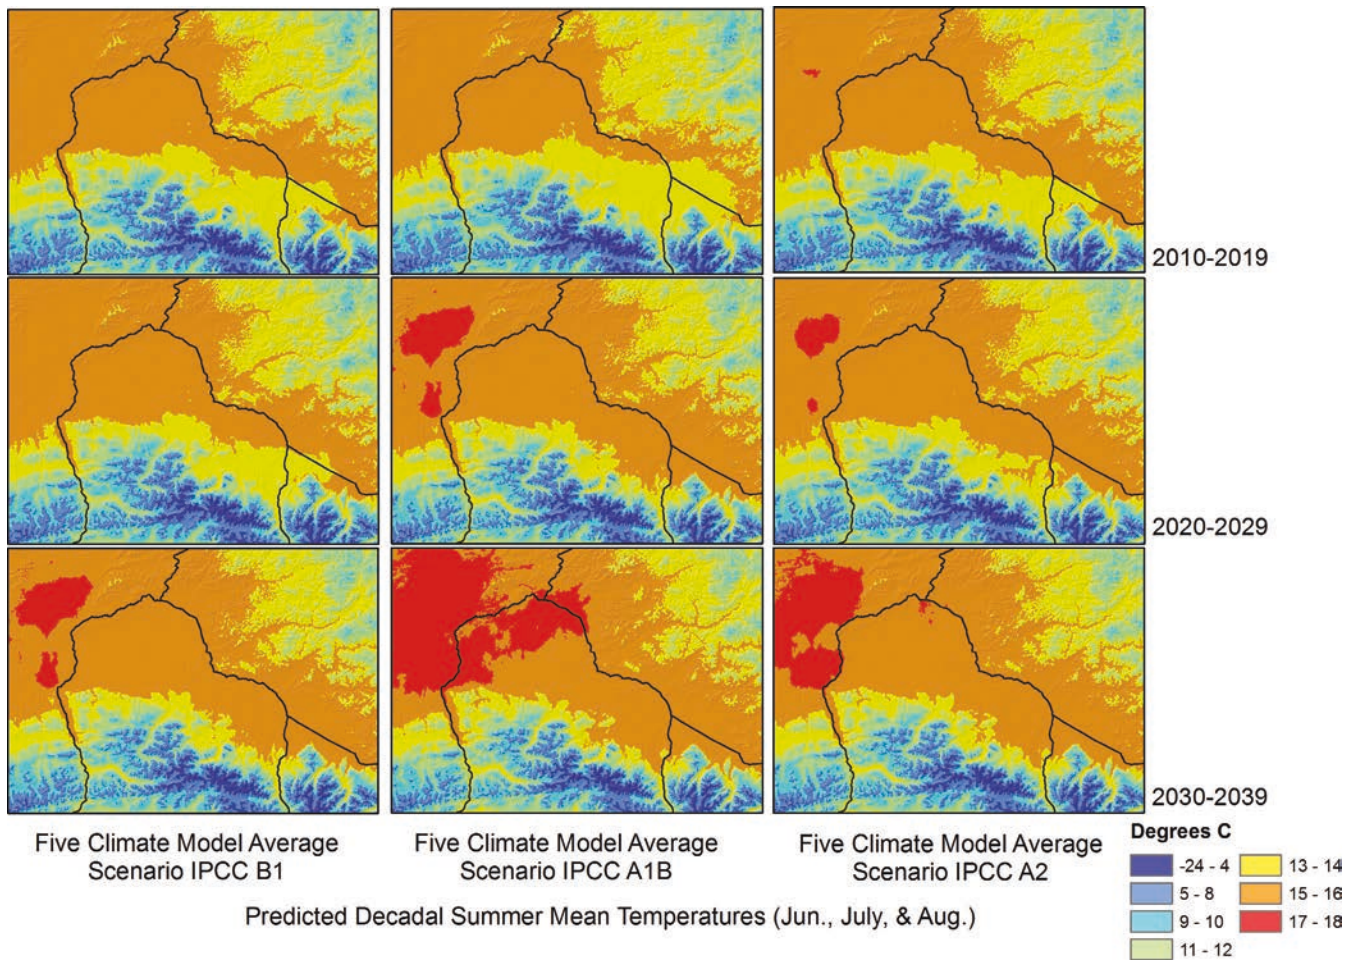 2010-2019
2020-2029
2030-2039
Five Climate Model Average
Scenario IPCC B1
Five Climate Model Average
Scenario IPCC A1B
Five Climate Model Average
Scenario IPCC A2
Predicted Decadal Summer Mean Temperatures (Jun., July, & Aug.)
Degrees C
-24 - 4
5 - 8
9 - 10
11 - 12
13 - 14
15 - 16
17 - 18